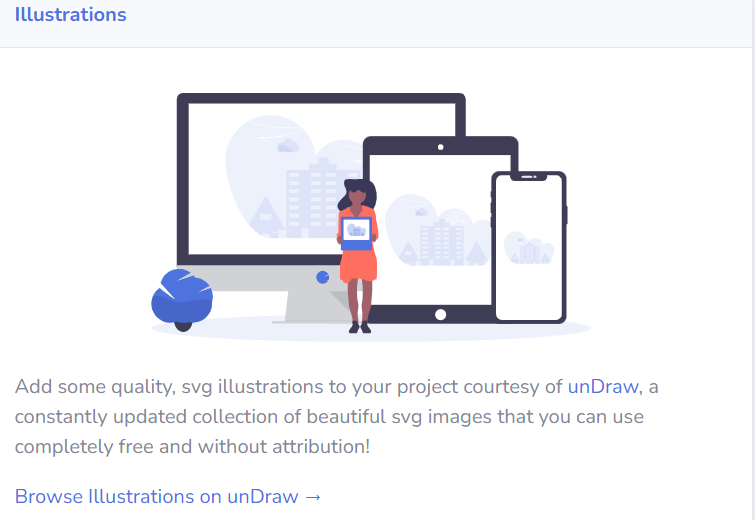 Illustrations
Add some quality, svg illustrations to your project courtesy of unDraw, a
constantly updated collection of beautiful svg images that you can use
completely free and without attribution!
Browse Illustrations on unDraw →